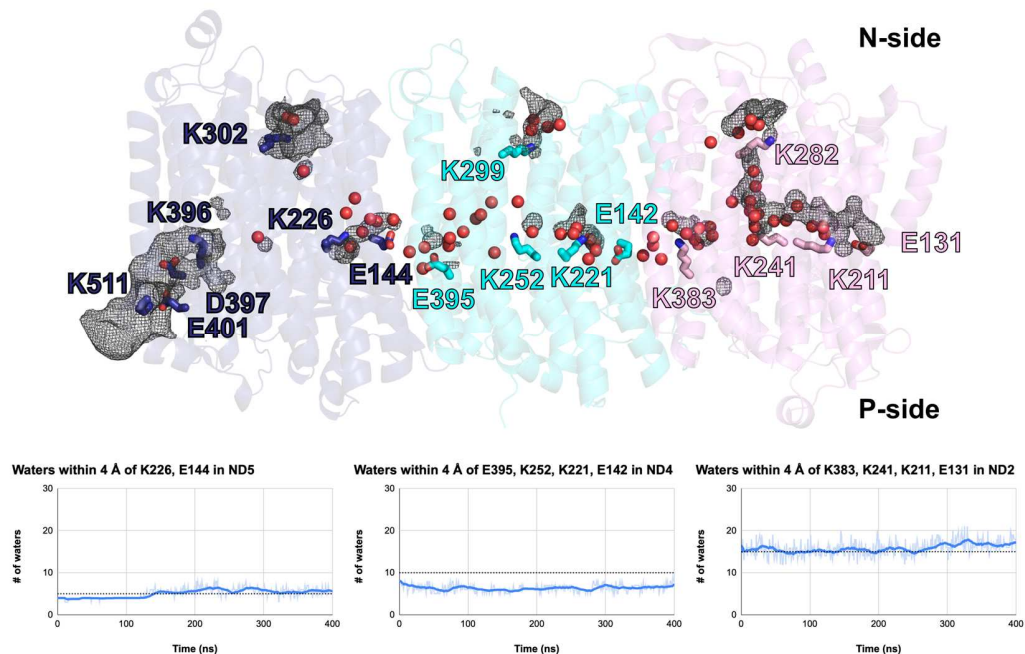 N-side
K302
K299
K282
K396
K226
E142
E131
K511
E144
K241
K211
D397
E395
K252
K221
K383
E401
P-side
Waters within 4 Å of K226, E144 in ND5
30
20
10
0
# of waters
0
100
200
300
400
Time (ns)
Waters within 4 Å of E395, K252, K221, E142 in ND4
30
20
10
0
# of waters
0
100
200
300
400
Time (ns)
Waters within 4 Å of K383, K241, K211, E131 in ND2
30
20
10
0
# of waters
0
100
200
300
400
Time (ns)